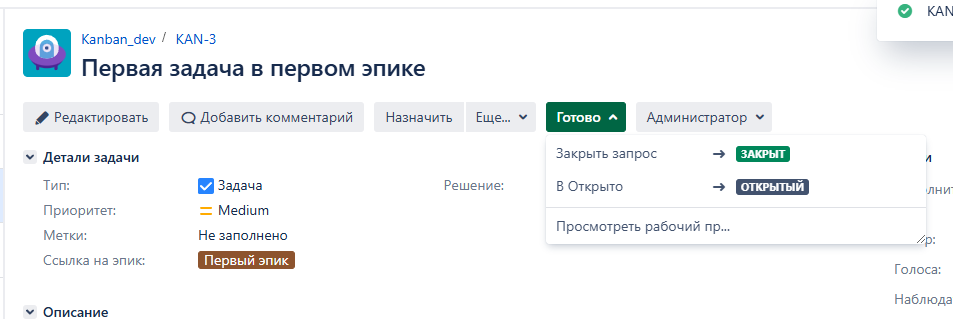 KAN
Kanban_dev / KAN-3
Первая задача в первом эпике
Редактировать Добавить комментарий Назначить Еще... Готово Администратор
Детали задачи
Закрыть запрос → ЗАКРЫТ
Тип: Задача Решение:
В Открыто → ОТКРЫТЫЙ
Приоритет: Medium
Метки: Не заполнено
Просмотреть рабочий пр...
Ссылка на эпик: Первый эпик
Голоса:
Наблюда
Описание